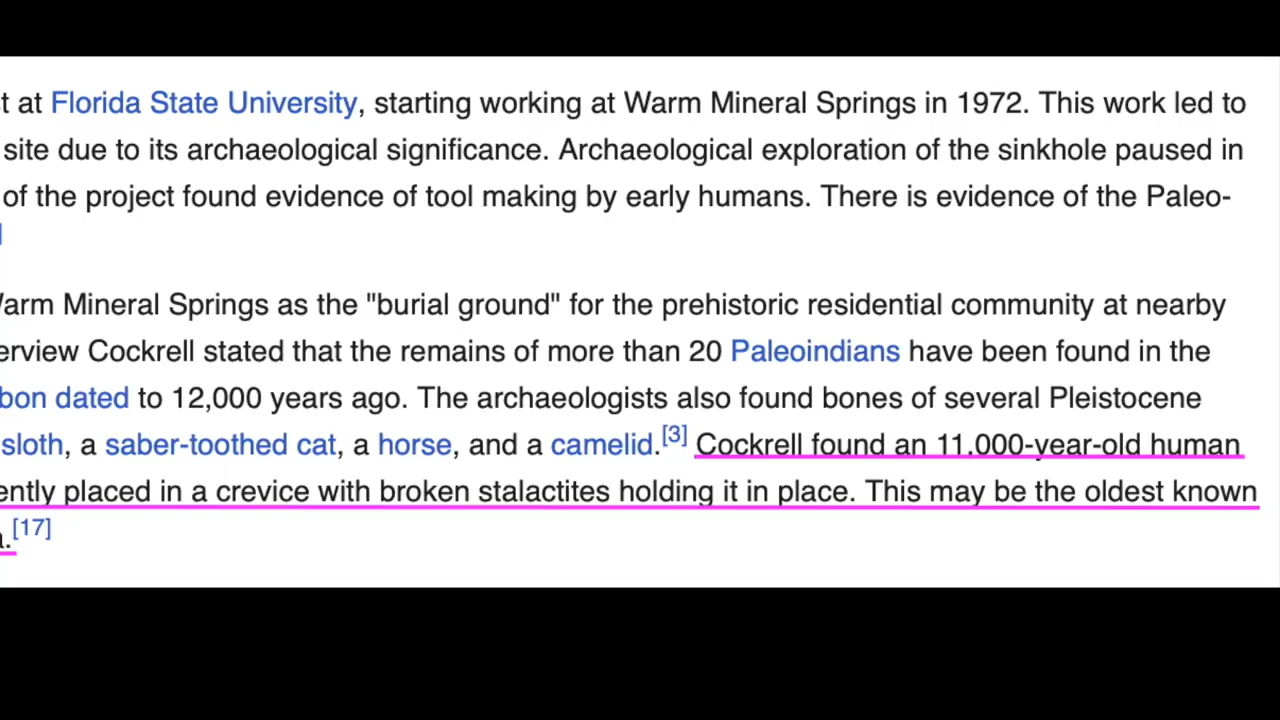 t at Florida State University, starting working at Warm Mineral Springs in 1972. This work led to
site due to its archaeological significance. Archaeological exploration of the sinkhole paused in
of the project found evidence of tool making by early humans. There is evidence of the Paleo-
]
arm Mineral Springs as the "burial ground" for the prehistoric residential community at nearby
erview Cockrell stated that the remains of more than 20 Paleoindians have been found in the
bon dated to 12,000 years ago. The archaeologists also found bones of several Pleistocene
sloth, a saber-toothed cat, a horse, and a camelid.[3] Cockrell found an 11,000-year-old human
ently placed in a crevice with broken stalactites holding it in place. This may be the oldest known
a.[17]